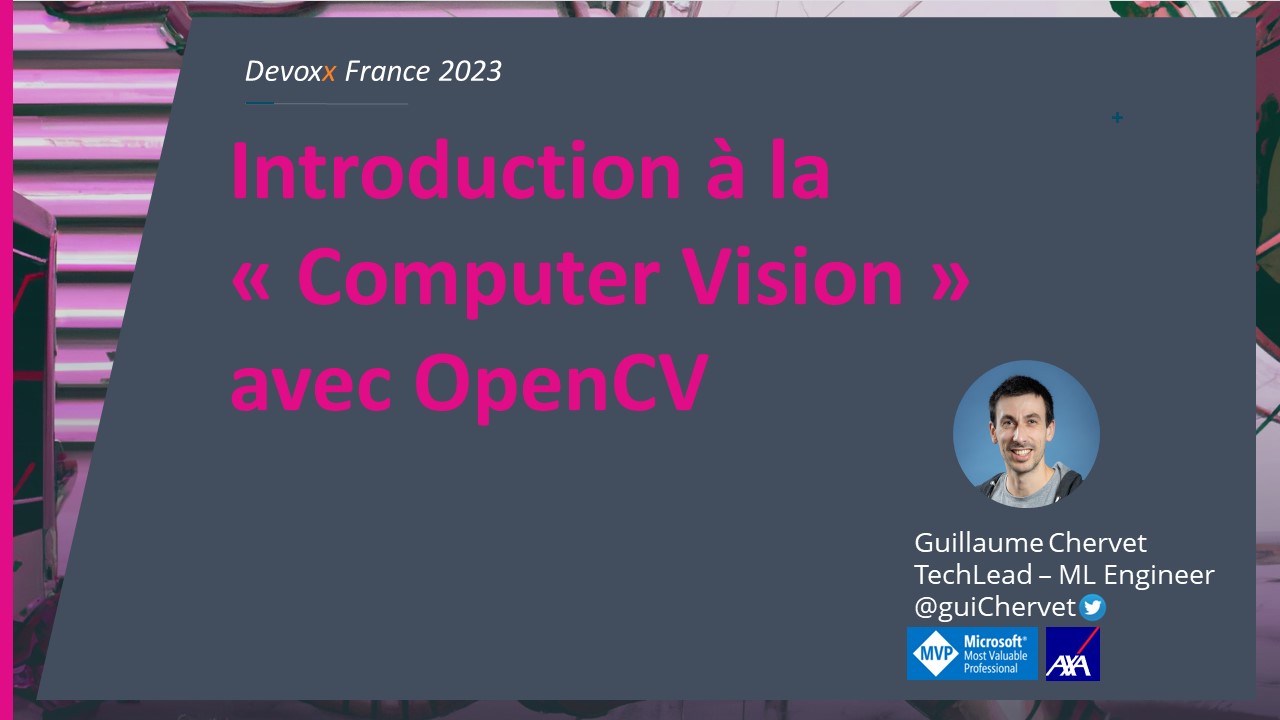 Devoxx France 2023
Introduction à la
« Computer Vision »
avec OpenCV
Guillaume Chervet
TechLead – ML Engineer
@guiChervet
MVP
Microsoft®
Most Valuable
Professional
AXA